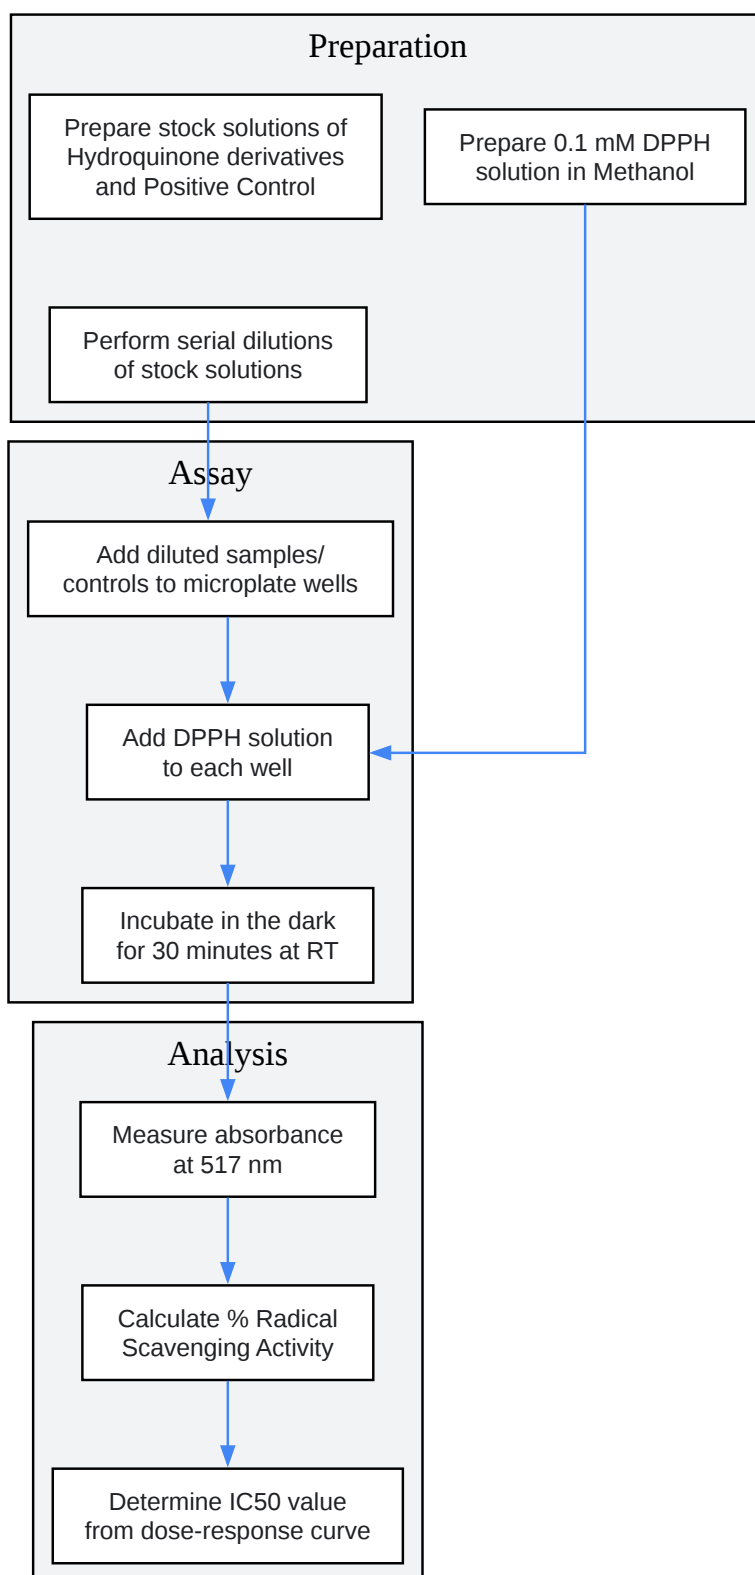 Preparation
Prepare stock solutions of
Hydroquinone derivatives
and Positive Control
Prepare 0.1 mM DPPH
solution in Methanol
Perform serial dilutions
of stock solutions
Assay
Add diluted samples/
controls to microplate wells
Add DPPH solution
to each well
Incubate in the dark
for 30 minutes at RT
Analysis
Measure absorbance
at 517 nm
Calculate % Radical
Scavenging Activity
Determine IC50 value
from dose-response curve